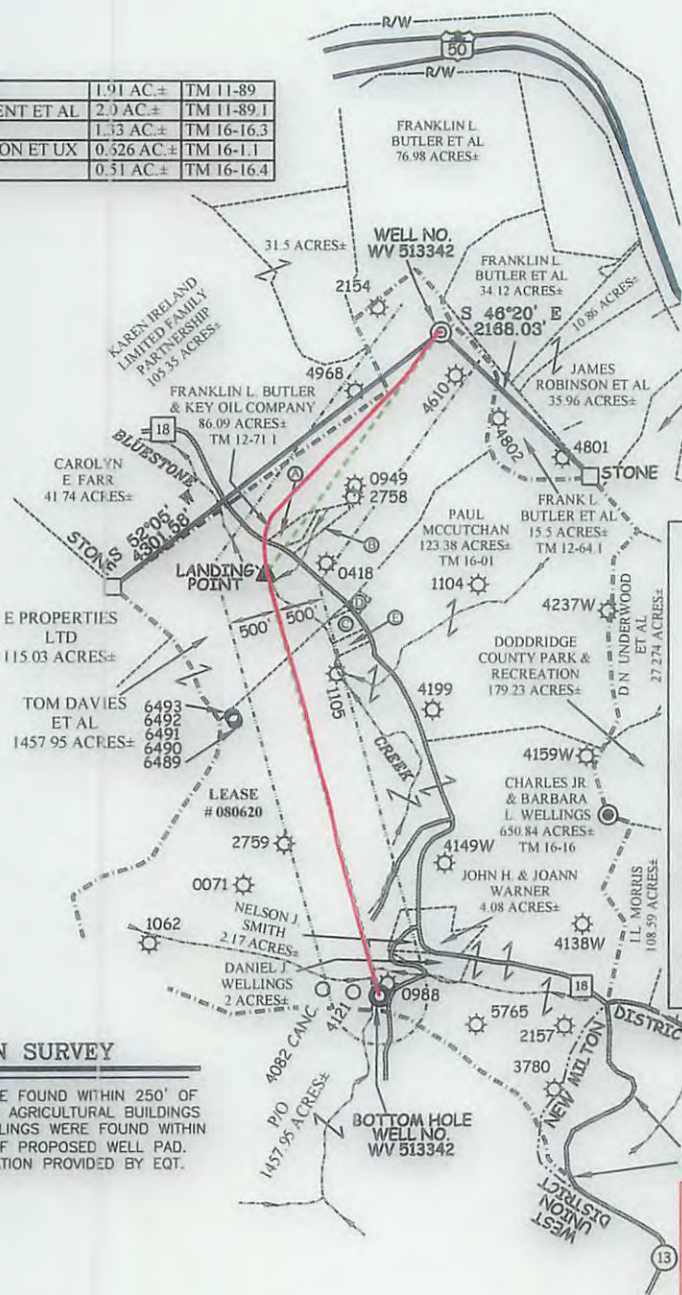 R/W
50
R/W
1.91 AC.± TM 11-89
ENT ET AL 2.0 AC.± TM 11-89.1
1.33 AC.± TM 16-16.3
ON ET UX 0.626 AC.± TM 16-1.1
0.51 AC.± TM 16-16.4
FRANKLIN L.
BUTLER ET AL
76.98 ACRES±
31.5 ACRES±
WELL NO.
WV 513342
2154
FRANKLIN L.
BUTLER ET AL
34.12 ACRES±
S 46°20' E
2168.03'
10.86 ACRES±
KAREN IRELAND
LIMITED FAMILY
PARTNERSHIP
105.35 ACRES±
4968
4610
JAMES
ROBINSON ET AL
35.96 ACRES±
FRANKLIN L. BUTLER
& KEY OIL COMPANY
86.09 ACRES±
TM 12-71.1
18
BLUESTONE
4802
4801
STONE
CAROLYN
E. FARR
41.74 ACRES±
A
0949
2758
STONE
S 52°05' W
4301.58'
PAUL
MCCUTCHAN
123.38 ACRES±
TM 16-01
FRANK L.
BUTLER ET AL
15.5 ACRES±
TM 12-64.1
B
LANDING
POINT
0418
1104
4237W
D
C
E
500' 500'
E PROPERTIES
LTD
115.03 ACRES±
D N UNDERWOOD
ET AL
27.274 ACRES±
DODDRIDGE
COUNTY PARK &
RECREATION
179.23 ACRES±
TOM DAVIES
ET AL
1457.95 ACRES±
6493
6492
6491
6490
6489
1105
4199
CREEK
4159W
LEASE
# 080620
CHARLES JR.
& BARBARA
L. WELLINGS
650.84 ACRES±
TM 16-16
2759
4149W
0071
JOHN H. & JOANN
WARNER
4.08 ACRES±
I.L. MORRIS
108.59 ACRES±
NELSON J.
SMITH
2.17 ACRES±
1062
4138W
DANIEL J.
WELLINGS
2 ACRES±
18
0988
4082 CANC.
4121
5765
2157
DISTRIC
3780
NEW MILTON
N SURVEY
E FOUND WITHIN 250' OF
AGRICULTURAL BUILDINGS
LLINGS WERE FOUND WITHIN
F PROPOSED WELL PAD.
ATION PROVIDED BY EQT.
P/O
1457.95 ACRES±
BOTTOM HOLE
WELL NO.
WV 513342
WEST
UNION
DISTRICT
13